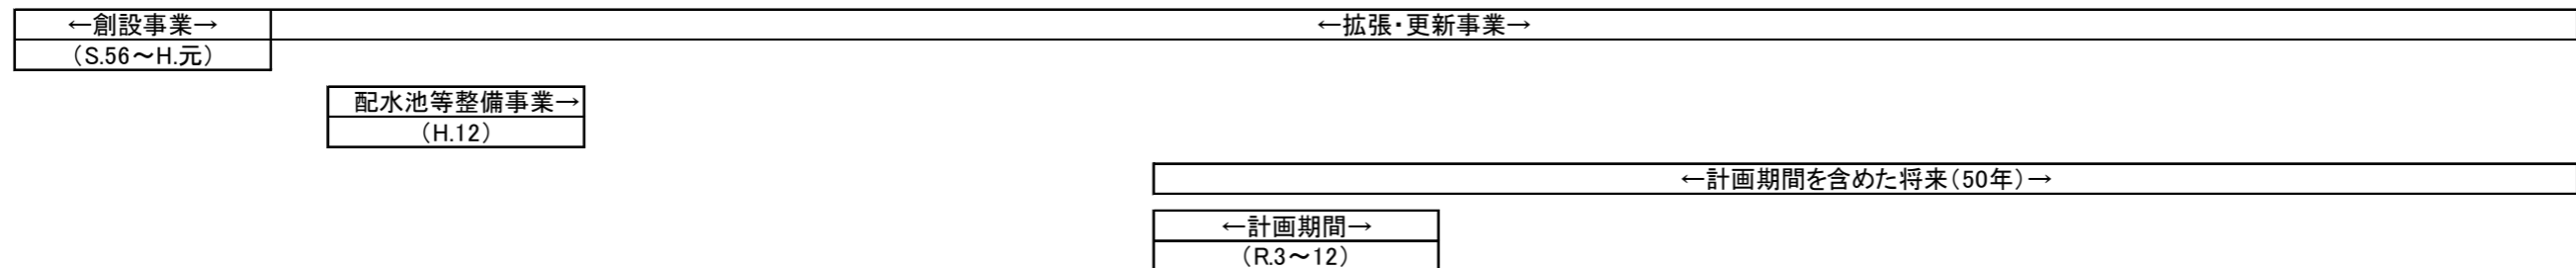 ←創設事業→
←拡張・更新事業→
（S.56～H.元）
配水池等整備事業→
（H.12）
←計画期間を含めた将来（50年）→
←計画期間→
（R.3～12）